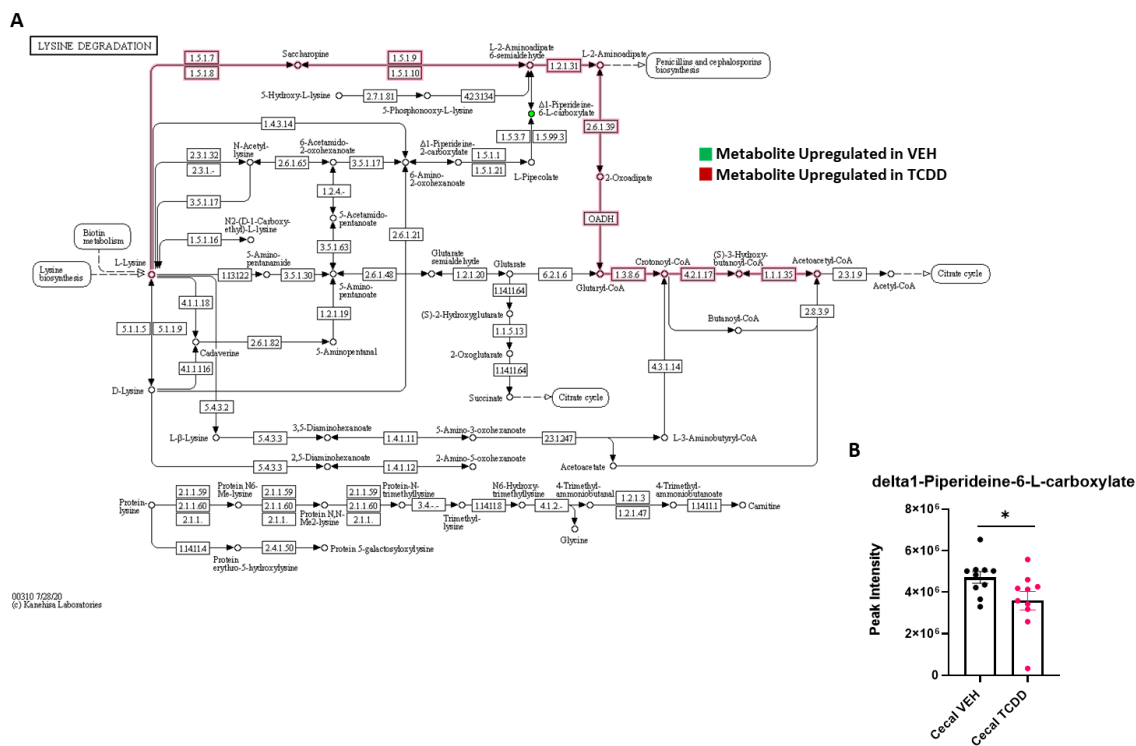 A
LYSINE DEGRADATION
1.5.1.7
1.5.1.8
Saccharopine
1.5.1.9
1.5.1.10
L-2-Aminoadipate
6-semialdehyde
1.2.1.31
L-2-Aminoadipate
Penicillins and cephalosporins
biosynthesis
5-Hydroxy-L-lysine
2.7.1.81
5-Phosphonooxy-L-lysine
4.2.3.134
Δ1-Piperideine-
6-L-carboxylate
1.4.3.14
1.5.3.7
1.5.99.3
2.6.1.39
2.3.1.32
2.3.1.-
N-Acetyl-
lysine
2.6.1.65
6-Acetamido-
2-oxohexanoate
3.5.1.17
Δ1-Piperideine-
2-carboxylate
1.5.1.1
1.5.1.21
L-Pipecolate
6-Amino-
2-oxohexanoate
2-Oxoadipate
Metabolite Upregulated in VEH
Metabolite Upregulated in TCDD
3.5.1.17
1.2.4.-
5-Acetamido-
pentanoate
N2-(D-1-Carboxy-
ethyl)-L-lysine
1.5.1.16
OADH
Biotin
metabolism
Lysine
biosynthesis
L-Lysine
3.5.1.63
2.6.1.21
1.13.12.2
5-Amino-
pentanamide
3.5.1.30
5-Amino-
pentanoate
2.6.1.48
Glutarate
semialdehyde
1.2.1.20
Glutarate
6.2.1.6
Glutaryl-CoA
1.3.8.6
Crotonoyl-CoA
4.2.1.17
(S)-3-Hydroxy-
butanoyl-CoA
1.1.1.35
Acetoacetyl-CoA
2.3.1.9
Acetyl-CoA
Citrate cycle
1.14.11.64
(S)-2-Hydroxyglutarate
1.1.5.13
2-Oxoglutarate
1.14.11.64
Succinate
Citrate cycle
Butanoyl-CoA
2.8.3.9
4.3.1.14
4.1.1.18
5.1.1.5
5.1.1.9
1.2.1.19
Cadaverine
2.6.1.82
5-Aminopentanal
4.1.1.116
D-Lysine
5.4.3.2
L-β-Lysine
5.4.3.3
3,5-Diaminohexanoate
1.4.1.11
5-Amino-3-oxohexanoate
2.3.1.247
L-3-Aminobutyryl-CoA
5.4.3.3
2,5-Diaminohexanoate
1.4.1.12
2-Amino-5-oxohexanoate
Acetoacetate
Protein-
lysine
2.1.1.59
2.1.1.60
2.1.1.
Protein N6-
Me-lysine
2.1.1.59
2.1.1.60
2.1.1.
Protein N,N-
Me2-lysine
2.1.1.59
2.1.1.60
2.1.1.
Protein-N-
trimethyllysine
3.4.-.-
Trimethyl-
lysine
1.14.11.8
N6-Hydroxy-
trimethyllysine
4.1.2.-
Glycine
4-Trimethyl-
ammoniobutanal
1.2.1.3
1.2.1.47
4-Trimethyl-
ammoniobutanoate
1.14.11.1
Carnitine
1.14.11.4
Protein
erythro-5-hydroxylysine
2.4.1.50
Protein 5-galactosyloxylysine
00310 7/28/20
(c) Kanehisa Laboratories
B
delta1-Piperideine-6-L-carboxylate
Peak Intensity
8×10⁶
6×10⁶
4×10⁶
2×10⁶
0
*
Cecal VEH
Cecal TCDD